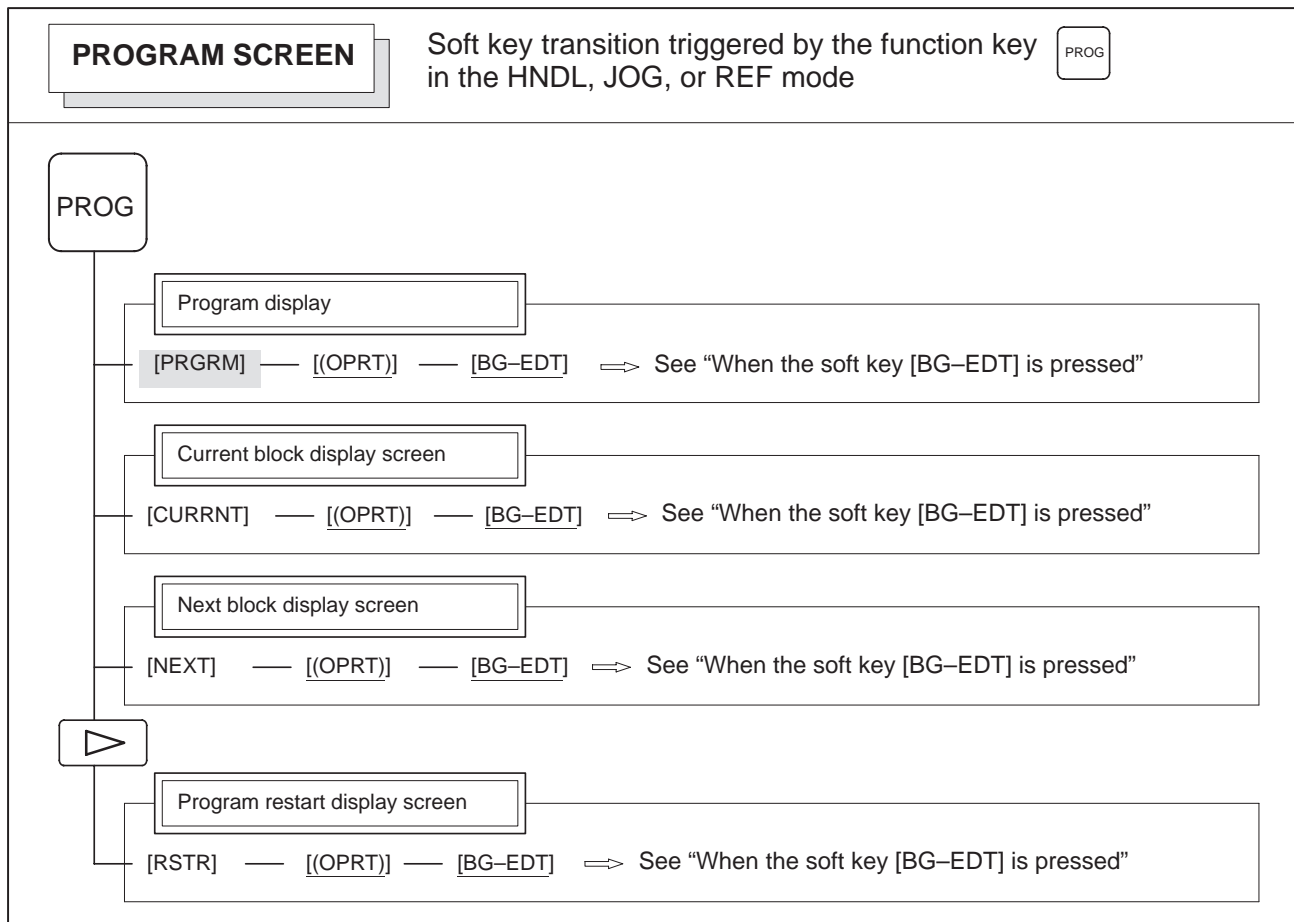 PROGRAM SCREEN
Soft key transition triggered by the function key
in the HNDL, JOG, or REF mode
PROG
PROG
Program display
[PRGRM] [(OPRT)] [BG–EDT] See “When the soft key [BG–EDT] is pressed”
Current block display screen
[CURRNT] [(OPRT)] [BG–EDT] See “When the soft key [BG–EDT] is pressed”
Next block display screen
[NEXT] [(OPRT)] [BG–EDT] See “When the soft key [BG–EDT] is pressed”
Program restart display screen
[RSTR] [(OPRT)] [BG–EDT] See “When the soft key [BG–EDT] is pressed”